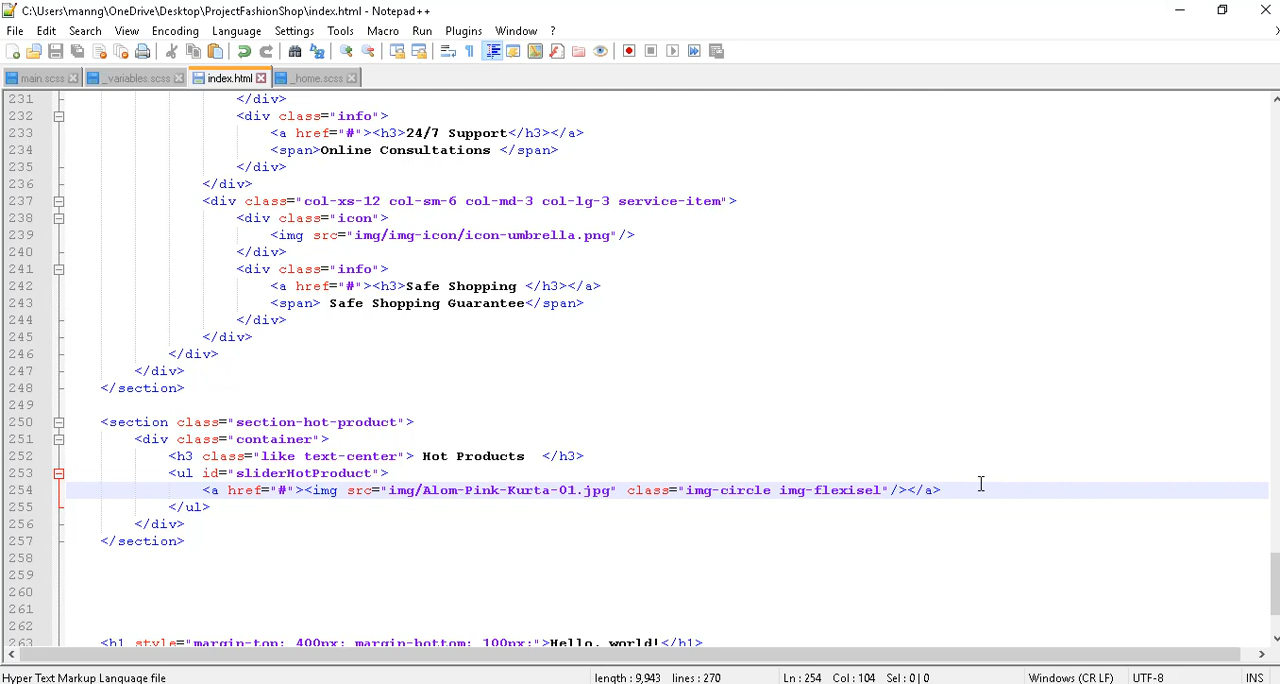 C:\Users\manng\OneDrive\Desktop\ProjectFashionShop\index.html - Notepad++
File Edit Search View Encoding Language Settings Tools Macro Run Plugins Window ?
main.scss _variables.scss index.html _home.scss
231 </div>
232 <div class="info">
233 <a href="#"><h3>24/7 Support</h3></a>
234 <span>Online Consultations </span>
235 </div>
236 </div>
237 <div class="col-xs-12 col-sm-6 col-md-3 col-lg-3 service-item">
238 <div class="icon">
239 <img src="img/img-icon/icon-umbrella.png"/>
240 </div>
241 <div class="info">
242 <a href="#"><h3>Safe Shopping </h3></a>
243 <span> Safe Shopping Guarantee</span>
244 </div>
245 </div>
246 </div>
247 </div>
248 </section>
249
250 <section class="section-hot-product">
251 <div class="container">
252 <h3 class="like text-center"> Hot Products  </h3>
253 <ul id="sliderHotProduct">
254 <a href="#"><img src="img/Alom-Pink-Kurta-01.jpg" class="img-circle img-flexisel"/></a>
255 </ul>
256 </div>
257 </section>
258
259
260
261
262
263 <h1 style="margin-top: 400px; margin-bottom: 100px;">Hello, world!</h1>
Hyper Text Markup Language file length : 9,943 lines : 270 Ln : 254 Col : 104 Sel : 0 | 0 Windows (CR LF) UTF-8 INS